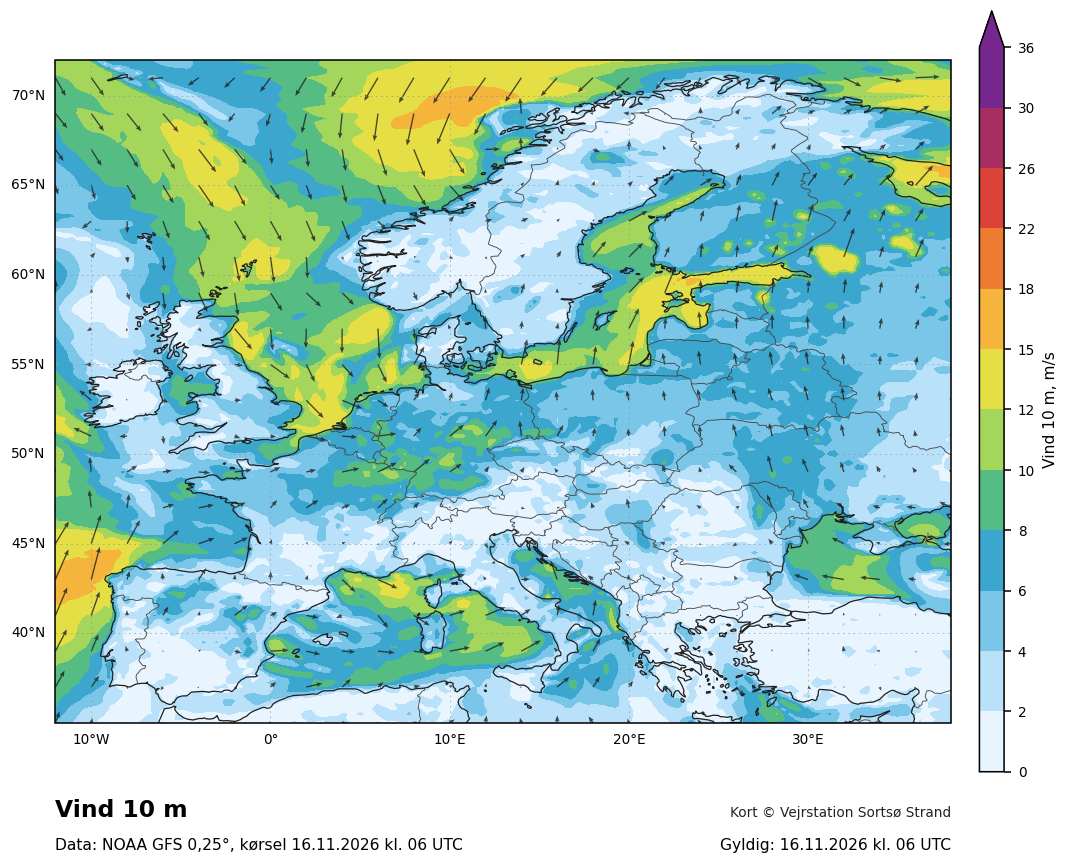 36
30
26
22
18
15
12
10
8
6
4
2
0
Vind 10 m, m/s
70°N
65°N
60°N
55°N
50°N
45°N
40°N
10°W
0°
10°E
20°E
30°E
Vind 10 m
Kort © Vejrstation Sortsø Strand
Data: NOAA GFS 0,25°, kørsel 16.11.2026 kl. 06 UTC
Gyldig: 16.11.2026 kl. 06 UTC